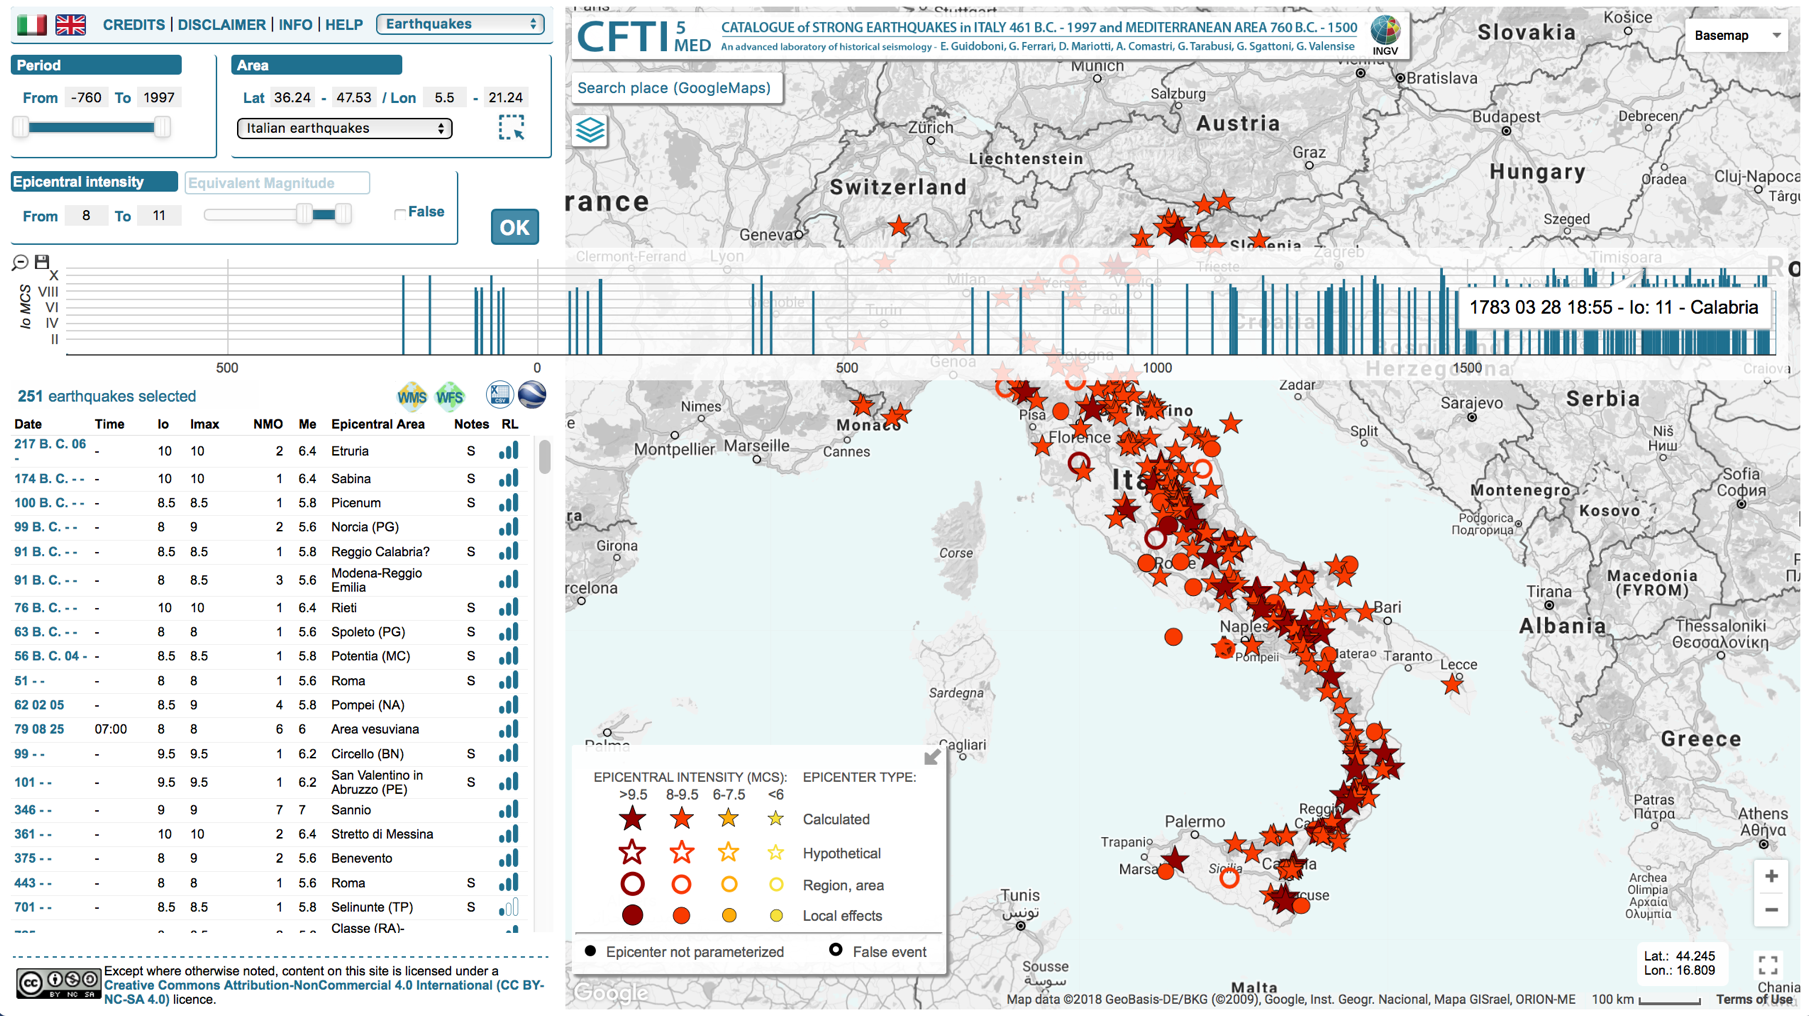 CREDITS | DISCLAIMER | INFO | HELP
Earthquakes
Period
From -760 To 1997
Area
Lat 36.24 - 47.53 / Lon 5.5 - 21.24
Italian earthquakes
Epicentral intensity
Equivalent Magnitude
From 8 To 11
False
OK
CFTI 5 MED
CATALOGUE of STRONG EARTHQUAKES in ITALY 461 B.C. - 1997 and MEDITERRANEAN AREA 760 B.C. - 1500
An advanced laboratory of historical seismology - E. Guidoboni, G. Ferrari, D. Mariotti, A. Comastri, G. Tarabusi, G. Sgattoni, G. Valensise
INGV
Basemap
Search place (GoogleMaps)
Io MCS
X
VIII
VI
IV
II
500
0
500
1000
1500
1783 03 28 18:55 - Io: 11 - Calabria
251 earthquakes selected
WMS
WFS
CSV
Date Time Io Imax NMO Me Epicentral Area Notes RL
217 B. C. 06 - - 10 10 2 6.4 Etruria S
174 B. C. - - - 10 10 1 6.4 Sabina S
100 B. C. - - - 8.5 8.5 1 5.8 Picenum S
99 B. C. - - - 8 9 2 5.6 Norcia (PG)
91 B. C. - - - 8.5 8.5 1 5.8 Reggio Calabria? S
91 B. C. - - - 8 8.5 3 5.6 Modena-Reggio Emilia
76 B. C. - - - 10 10 1 6.4 Rieti S
63 B. C. - - - 8 8 1 5.6 Spoleto (PG) S
56 B. C. 04 - - 8.5 8.5 1 5.8 Potentia (MC) S
51 - - - 8 8 1 5.6 Roma S
62 02 05 - 8.5 9 4 5.8 Pompei (NA)
79 08 25 07:00 8 8 6 6 Area vesuviana
99 - - - 9.5 9.5 1 6.2 Circello (BN) S
101 - - - 9.5 9.5 1 6.2 San Valentino in Abruzzo (PE) S
346 - - - 9 9 7 7 Sannio
361 - - - 10 10 2 6.4 Stretto di Messina
375 - - - 8 9 2 5.6 Benevento
443 - - - 8 8 1 5.6 Roma S
701 - - - 8.5 8.5 1 5.8 Selinunte (TP) S
Classe (RA)-
Except where otherwise noted, content on this site is licensed under a
Creative Commons Attribution-NonCommercial 4.0 International (CC BY-
NC-SA 4.0) licence.
cc
BY NC SA
Stuttgart
Munich
Vienna
Bratislava
Slovakia
Košice
Salzburg
Austria
Zürich
Liechtenstein
Switzerland
Graz
Budapest
Debrecen
Hungary
Oradea
Cluj-Napoca
Szeged
rance
Geneva
Slovenia
Zagreb
Clermont-Ferrand
Lyon
Milan
Trieste
Timișoara
Grenoble
Turin
Padua
Croatia
Genoa
Bologna
Bosnia and
Herzegovina
Craiova
Zadar
Sarajevo
Serbia
Nimes
Monaco
Pisa
San Marino
Florence
Split
Montpellier
Marseille
Cannes
Ниш
Niš
Sofia
София
Montenegro
Kosovo
Podgorica
Подгорица
Girona
Corse
Rome
rcelona
Macedonia
(FYROM)
Tirana
Albania
Bari
Naples
Pompeii
Matera
Taranto
Lecce
Thessaloniki
Θεσσαλονίκη
Sardegna
Cagliari
Palma
Greece
Patras
Πάτρα
Athens
Αθήνα
Palermo
Trapani
Sicilia
Catania
Tunis
تونس
Archea
Olimpia
Αρχαία
Ολυμπία
Sousse
سوسة
Malta
Chania
EPICENTRAL INTENSITY (MCS): EPICENTER TYPE:
>9.5 8-9.5 6-7.5 <6
Calculated
Hypothetical
Region, area
Local effects
Epicenter not parameterized
False event
+
−
Lat.: 44.245
Lon.: 16.809
Google
Map data ©2018 GeoBasis-DE/BKG (©2009), Google, Inst. Geogr. Nacional, Mapa GISrael, ORION-ME
100 km
Terms of Use